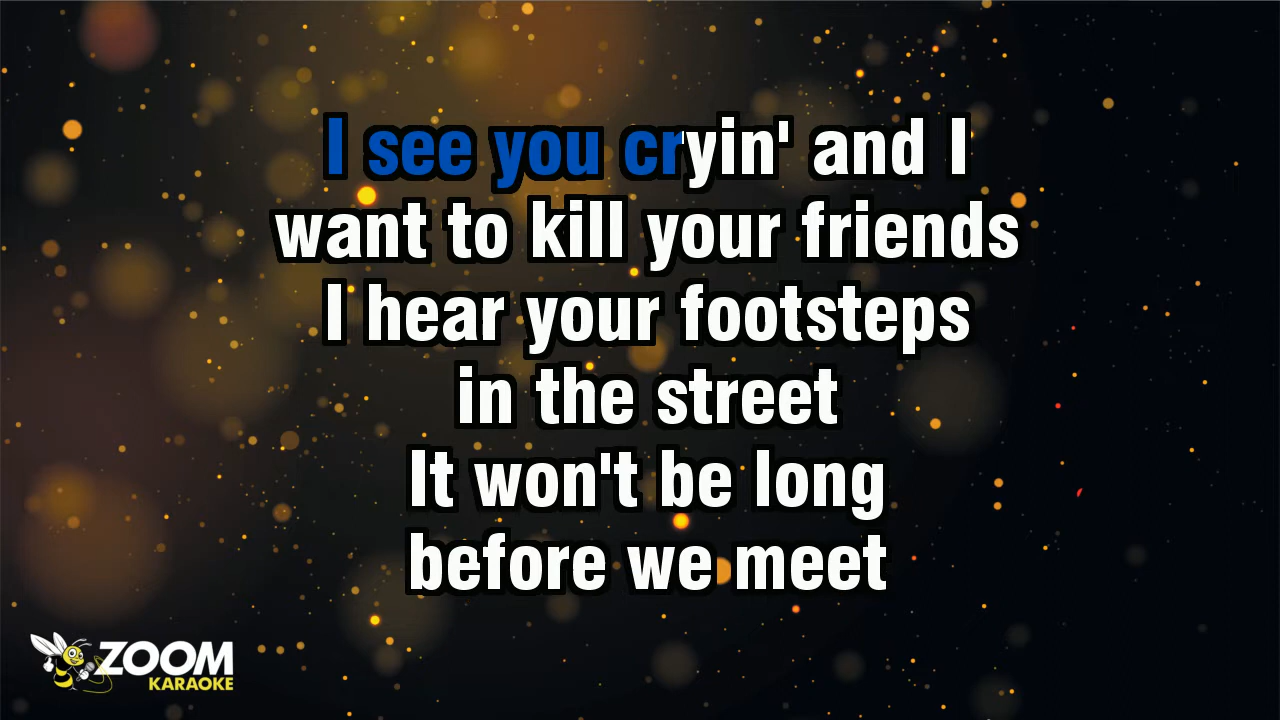 I see you cryin' and I
want to kill your friends
I hear your footsteps
in the street
It won't be long
before we meet
ZOOM
KARAOKE